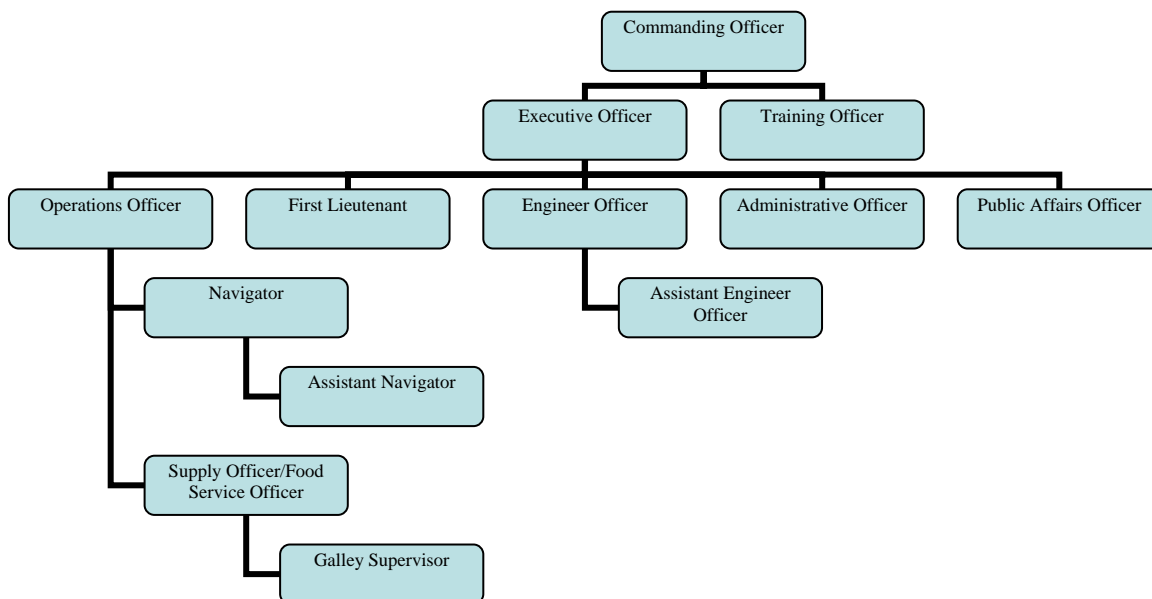 Commanding Officer
Executive Officer
Training Officer
Operations Officer
First Lieutenant
Engineer Officer
Administrative Officer
Public Affairs Officer
Navigator
Assistant Engineer
Officer
Assistant Navigator
Supply Officer/Food
Service Officer
Galley Supervisor